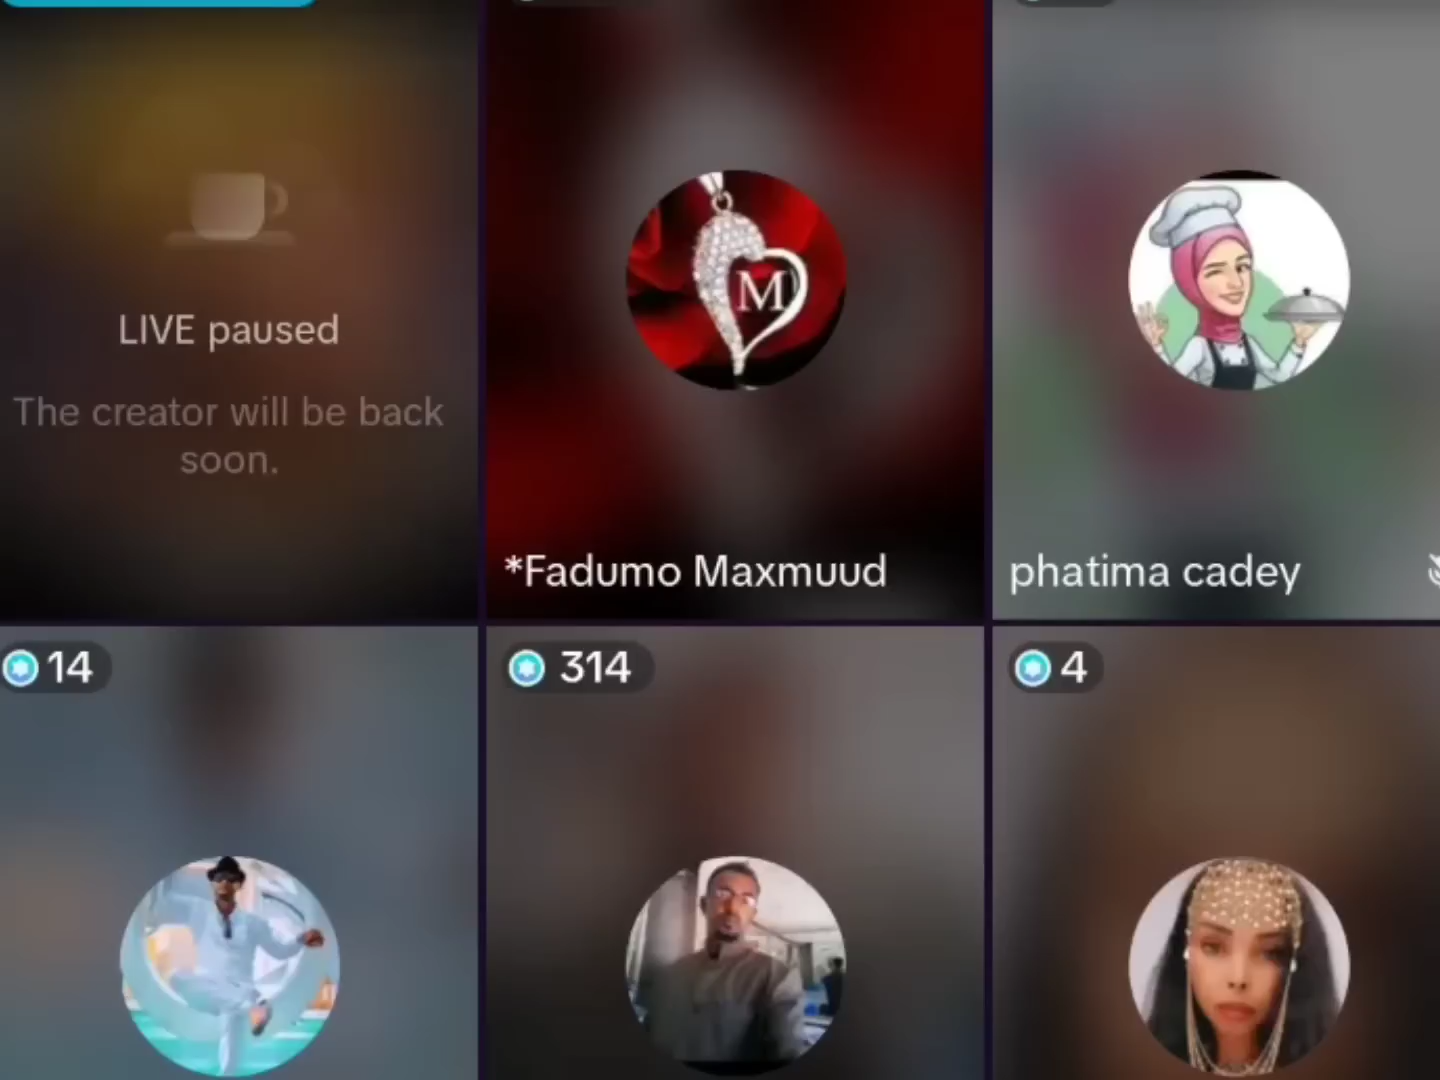 LIVE paused
The creator will be back
soon.
M
*Fadumo Maxmuud
phatima cadey
14
314
4